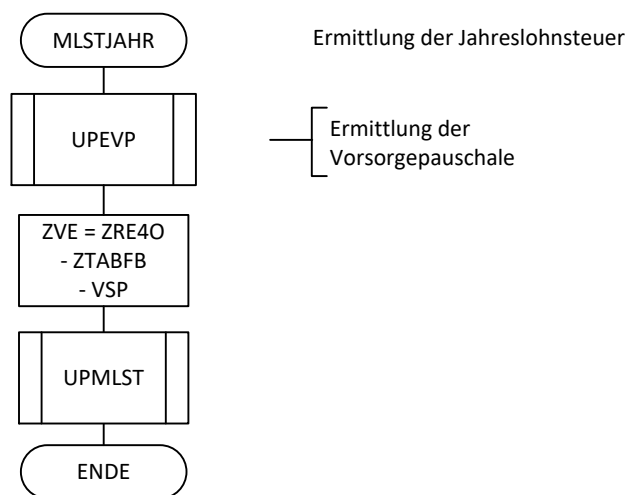 MLSTJAHR
Ermittlung der Jahreslohnsteuer
UPEVP
Ermittlung der
Vorsorgepauschale
ZVE = ZRE4O
- ZTABFB
- VSP
UPMLST
ENDE